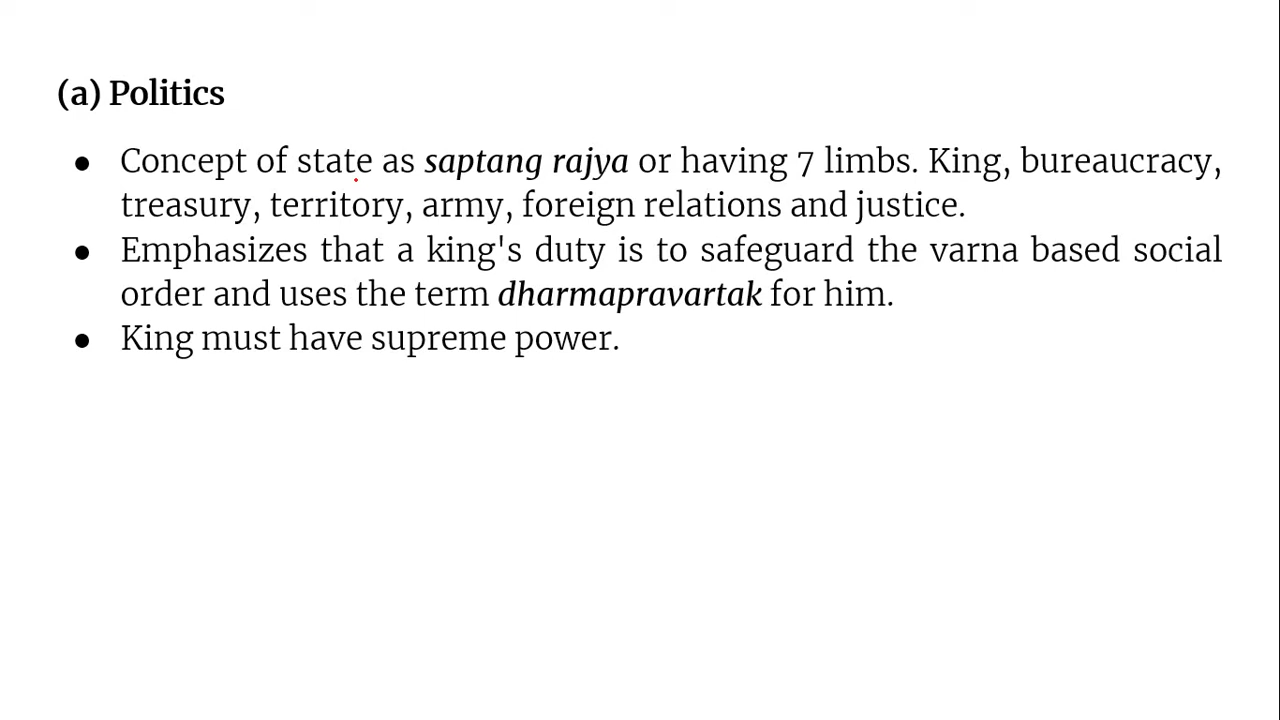 (a) Politics
● Concept of state as saptang rajya or having 7 limbs. King, bureaucracy,
treasury, territory, army, foreign relations and justice.
● Emphasizes that a king's duty is to safeguard the varna based social
order and uses the term dharmapravartak for him.
● King must have supreme power.